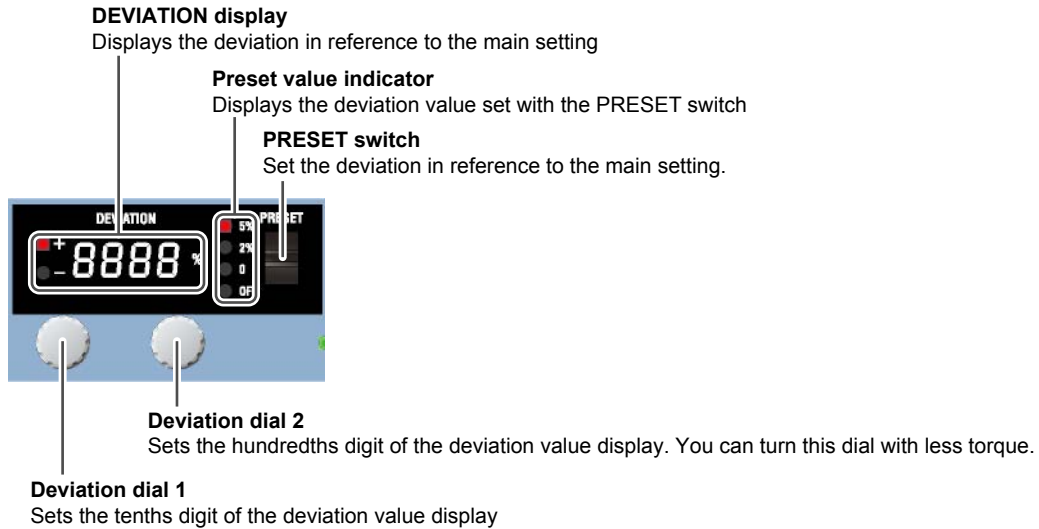 DEVIATION display
Displays the deviation in reference to the main setting
Preset value indicator
Displays the deviation value set with the PRESET switch
PRESET switch
Set the deviation in reference to the main setting.
DEVIATION
PRESET
5%
+
8888 %
2%
−
0
OF
Deviation dial 2
Sets the hundredths digit of the deviation value display. You can turn this dial with less torque.
Deviation dial 1
Sets the tenths digit of the deviation value display